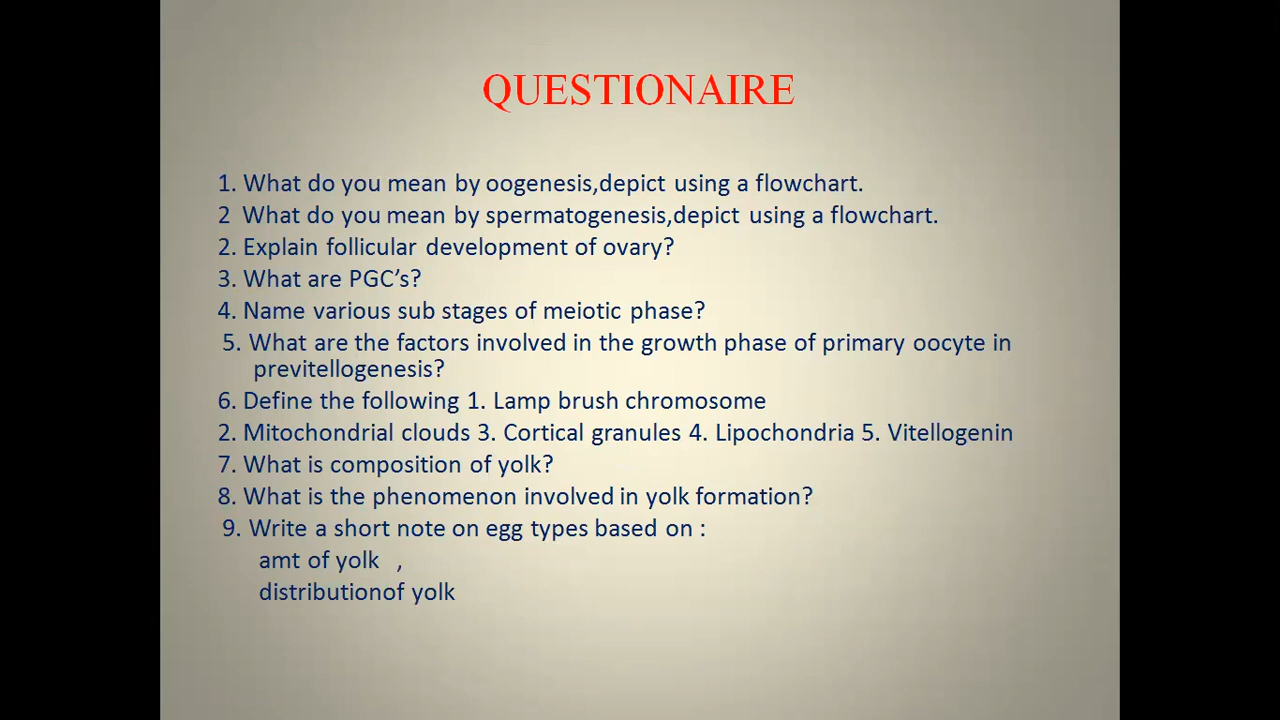 QUESTIONAIRE
1. What do you mean by oogenesis,depict using a flowchart.
2 What do you mean by spermatogenesis,depict using a flowchart.
2. Explain follicular development of ovary?
3. What are PGC’s?
4. Name various sub stages of meiotic phase?
5. What are the factors involved in the growth phase of primary oocyte in
previtellogenesis?
6. Define the following 1. Lamp brush chromosome
2. Mitochondrial clouds 3. Cortical granules 4. Lipochondria 5. Vitellogenin
7. What is composition of yolk?
8. What is the phenomenon involved in yolk formation?
9. Write a short note on egg types based on :
amt of yolk ,
distributionof yolk